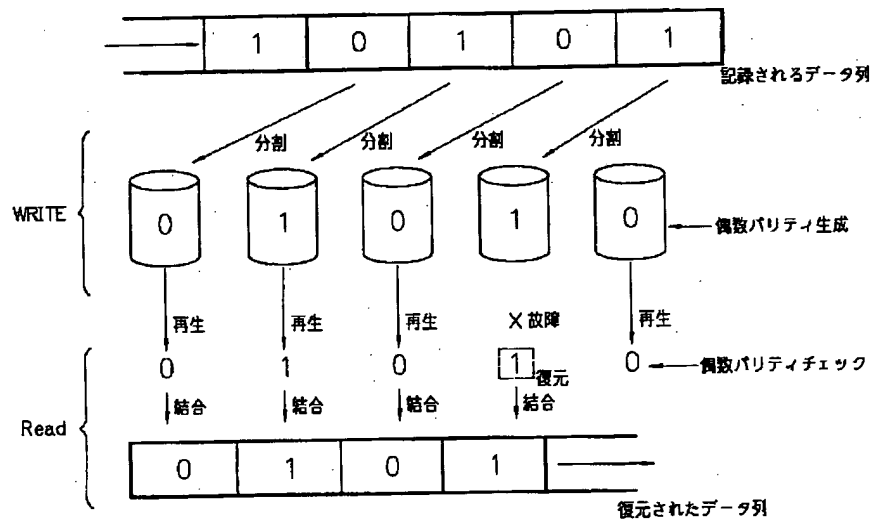 1 0 1 0 1
記録されるデータ列
分割 分割 分割 分割
WRITE
0 1 0 1 0
偶数パリティ生成
再生 再生 再生 ×故障 再生
0 1 0 1 復元 0
偶数パリティチェック
結合 結合 結合 結合
Read
0 1 0 1
復元されたデータ列